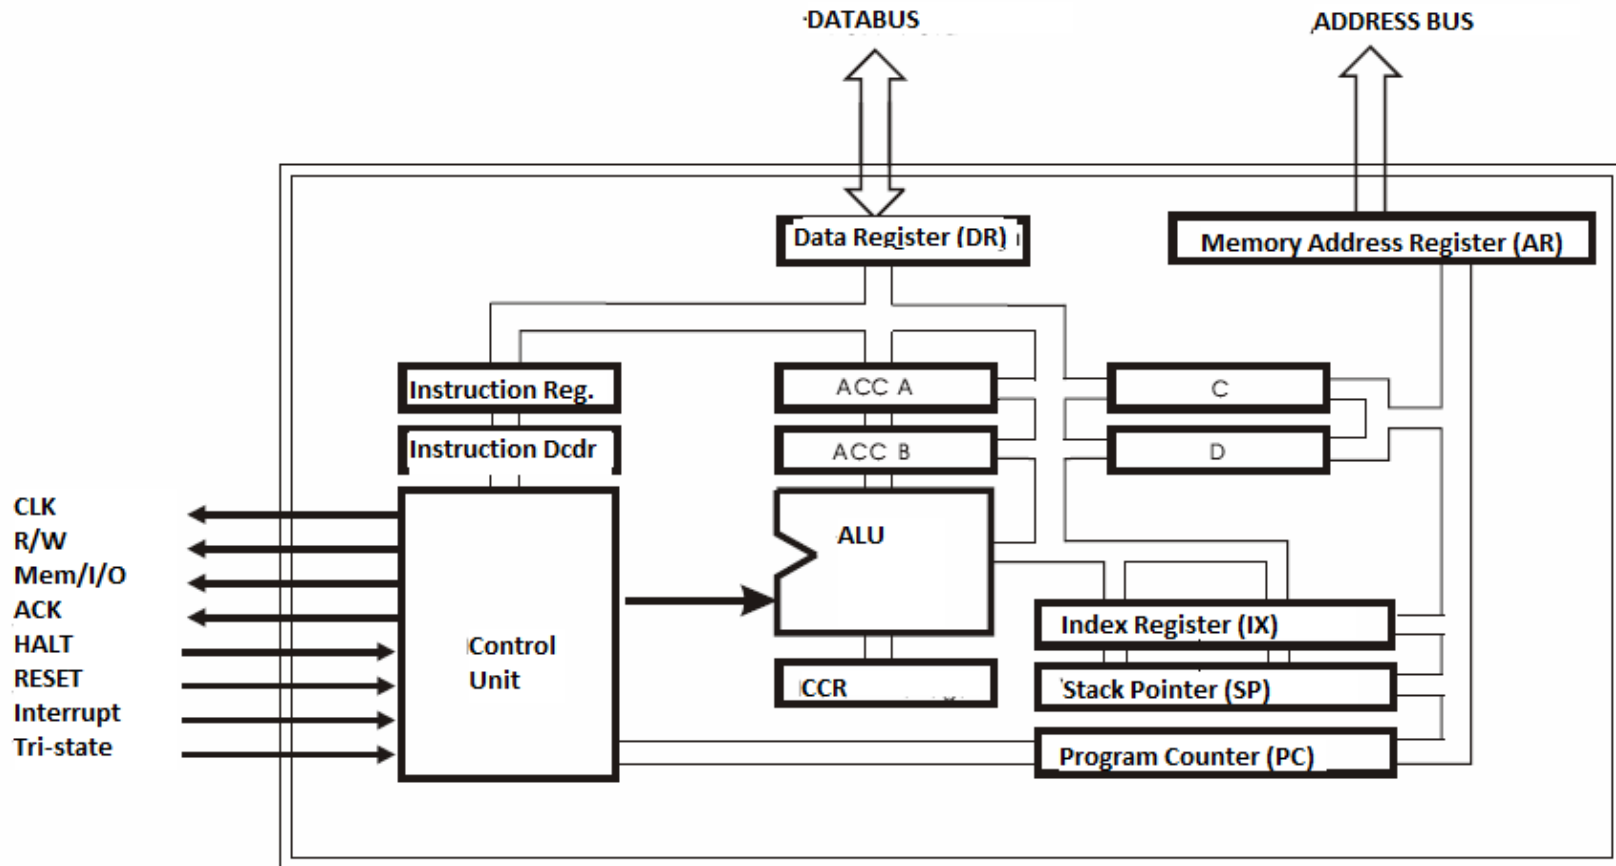 DATABUS
ADDRESS BUS
Data Register (DR)
Memory Address Register (AR)
Instruction Reg.
ACC A
C
Instruction Dcdr
ACC B
D
CLK
R/W
Mem/I/O
ACK
HALT
RESET
Interrupt
Tri-state
Control
Unit
ALU
CCR
Index Register (IX)
Stack Pointer (SP)
Program Counter (PC)